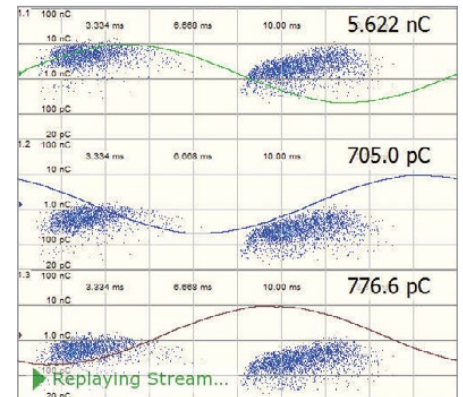 1.1 100 nC 3.334 ms 6.668 ms 10.00 ms 5.622 nC
10 nC
1.0 nC
100 pC
20 pC
1.2 100 nC 3.334 ms 6.668 ms 10.00 ms 705.0 pC
10 nC
1.0 nC
100 pC
20 pC
1.3 100 nC 3.334 ms 6.668 ms 10.00 ms 776.6 pC
10 nC
1.0 nC
100 pC
Replaying Stream...
20 pC